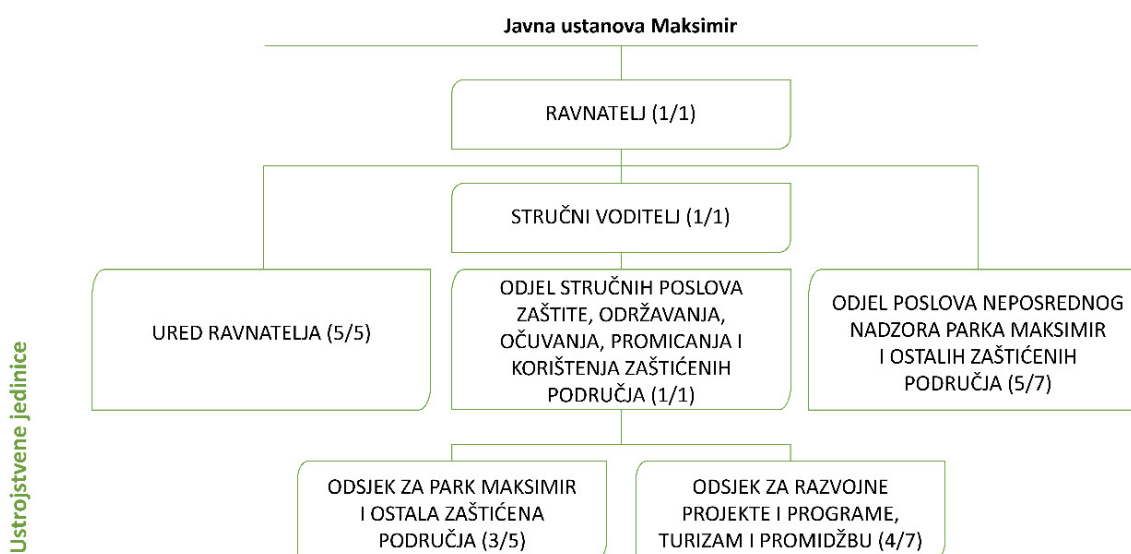 Javna ustanova Maksimir
RAVNATELJ (1/1)
STRUČNI VODITELJ (1/1)
URED RAVNATELJA (5/5)
ODJEL STRUČNIH POSLOVA
ZAŠTITE, ODRŽAVANJA,
OČUVANJA, PROMICANJA I
KORIŠTENJA ZAŠTIĆENIH
PODRUČJA (1/1)
ODJEL POSLOVA NEPOSREDNOG
NADZORA PARKA MAKSIMIR
I OSTALIH ZAŠTIĆENIH
PODRUČJA (5/7)
ODSJEK ZA PARK MAKSIMIR
I OSTALA ZAŠTIĆENA
PODRUČJA (3/5)
ODSJEK ZA RAZVOJNE
PROJEKTE I PROGRAME,
TURIZAM I PROMIDŽBU (4/7)
Ustrojstvene jedinice